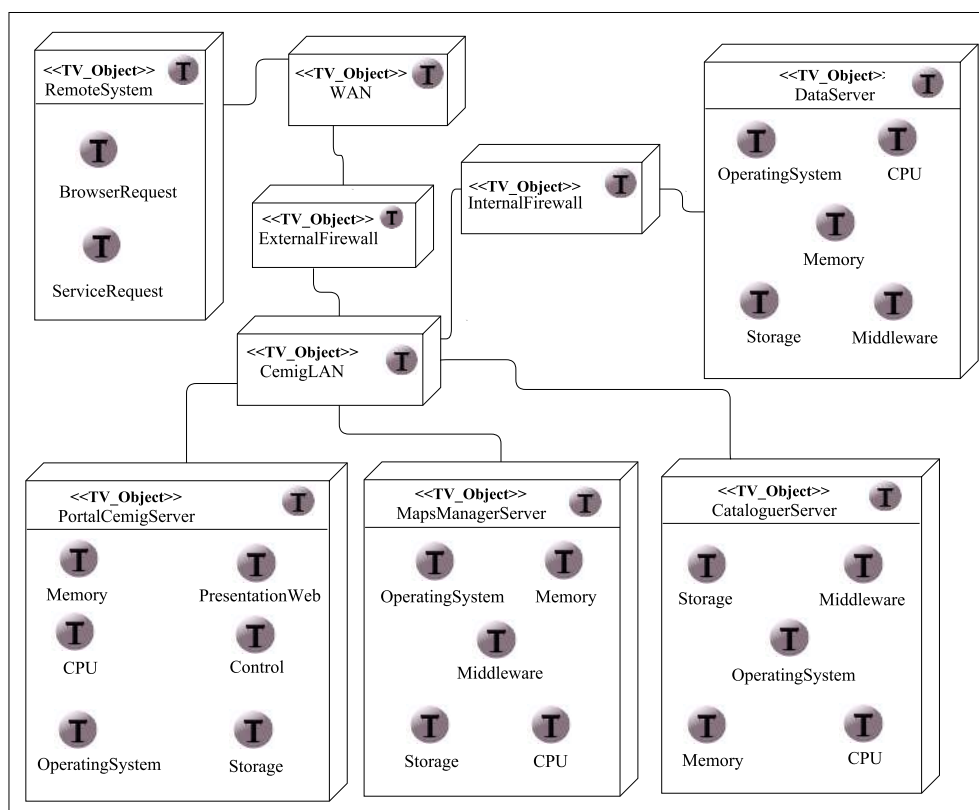 <<TV_Object>>
RemoteSystem
T
T
BrowserRequest
T
ServiceRequest
<<TV_Object>>
WAN
T
<<TV_Object>>
ExternalFirewall
T
<<TV_Object>>
InternalFirewall
T
<<TV_Object>:
DataServer
T
T
OperatingSystem
T
CPU
T
Memory
T
Storage
T
Middleware
<<TV_Object>>
CemigLAN
T
<<TV_Object>>
PortalCemigServer
T
T
Memory
T
PresentationWeb
T
CPU
T
Control
T
OperatingSystem
T
Storage
<<TV_Object>>
MapsManagerServer
T
T
OperatingSystem
T
Memory
T
Middleware
T
Storage
T
CPU
<<TV_Object>>
CataloguerServer
T
T
Storage
T
Middleware
T
OperatingSystem
T
Memory
T
CPU